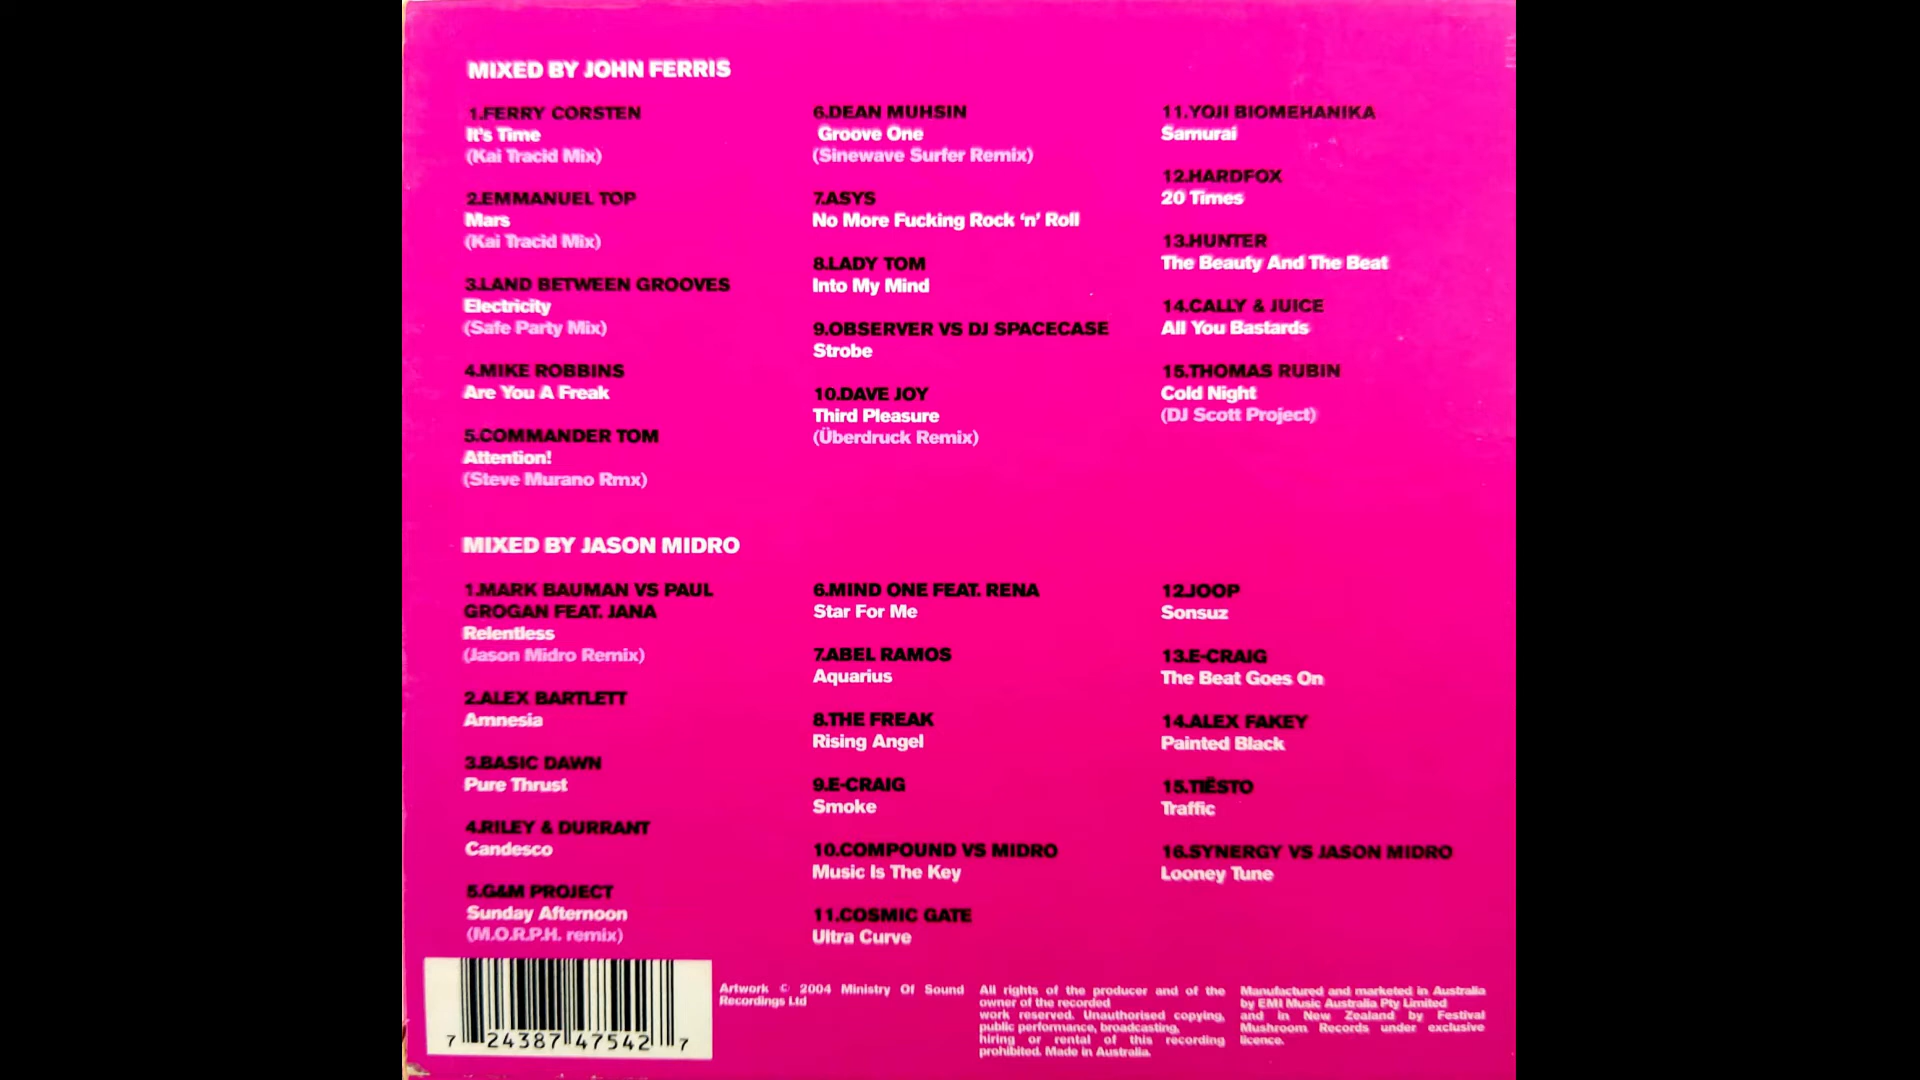 MIXED BY JOHN FERRIS
1.FERRY CORSTEN
It's Time
(Kai Tracid Mix)
2.EMMANUEL TOP
Mars
(Kai Tracid Mix)
3.LAND BETWEEN GROOVES
Electricity
(Safe Party Mix)
4.MIKE ROBBINS
Are You A Freak
5.COMMANDER TOM
Attention!
(Steve Murano Rmx)
6.DEAN MUHSIN
Groove One
(Sinewave Surfer Remix)
7.ASYS
No More Fucking Rock 'n' Roll
8.LADY TOM
Into My Mind
9.OBSERVER VS DJ SPACECASE
Strobe
10.DAVE JOY
Third Pleasure
(Überdruck Remix)
11.YOJI BIOMEHANIKA
Samurai
12.HARDFOX
20 Times
13.HUNTER
The Beauty And The Beat
14.CALLY & JUICE
All You Bastards
15.THOMAS RUBIN
Cold Night
(DJ Scott Project)
MIXED BY JASON MIDRO
1.MARK BAUMAN VS PAUL
GROGAN FEAT. JANA
Relentless
(Jason Midro Remix)
2.ALEX BARTLETT
Amnesia
3.BASIC DAWN
Pure Thrust
4.RILEY & DURRANT
Candesco
5.G&M PROJECT
Sunday Afternoon
(M.O.R.P.H. remix)
6.MIND ONE FEAT. RENA
Star For Me
7.ABEL RAMOS
Aquarius
8.THE FREAK
Rising Angel
9.E-CRAIG
Smoke
10.COMPOUND VS MIDRO
Music Is The Key
11.COSMIC GATE
Ultra Curve
12.JOOP
Sonsuz
13.E-CRAIG
The Beat Goes On
14.ALEX FAKEY
Painted Black
15.TIËSTO
Traffic
16.SYNERGY VS JASON MIDRO
Looney Tune
7 24387 47542 7
Artwork © 2004 Ministry Of Sound
Recordings Ltd
All rights of the producer and of the
owner of the recorded
work reserved. Unauthorised copying,
public performance, broadcasting,
hiring or rental of this recording
prohibited. Made in Australia.
Manufactured and marketed in Australia
by EMI Music Australia Pty Limited
and in New Zealand by Festival
Mushroom Records under exclusive
licence.